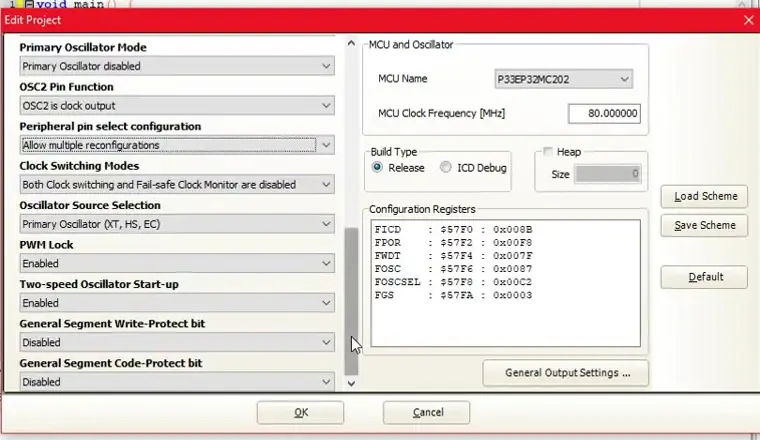 1 void main() {
Edit Project
Primary Oscillator Mode
Primary Oscillator disabled
OSC2 Pin Function
OSC2 is clock output
Peripheral pin select configuration
Allow multiple reconfigurations
Clock Switching Modes
Both Clock switching and Fail-safe Clock Monitor are disabled
Oscillator Source Selection
Primary Oscillator (XT, HS, EC)
PWM Lock
Enabled
Two-speed Oscillator Start-up
Enabled
General Segment Write-Protect bit
Disabled
General Segment Code-Protect bit
Disabled
MCU and Oscillator
MCU Name P33EP32MC202
MCU Clock Frequency [MHz] 80.000000
Build Type
Release ICD Debug
Heap
Size 0
Configuration Registers
FICD : $57F0 : 0x008B
FPOR : $57F2 : 0x00F8
FWDT : $57F4 : 0x007F
FOSC : $57F6 : 0x0087
FOSCSEL : $57F8 : 0x00C2
FGS : $57FA : 0x0003
General Output Settings ...
Load Scheme
Save Scheme
Default
OK Cancel